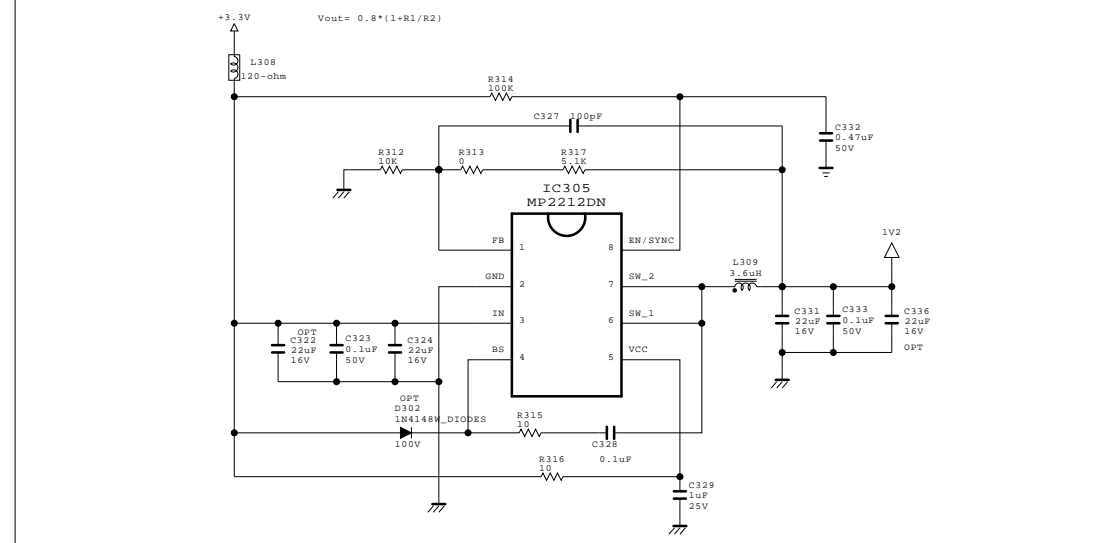 +3.3V
Vout= 0.8*(1+R1/R2)
L308
120-ohm
R314
100K
C327 100pF
C332
0.47uF
50V
R312
10K
R313
0
R317
5.1K
IC305
MP2212DN
FB
1
8
EN/SYNC
GND
2
7
SW_2
IN
3
6
SW_1
BS
4
5
VCC
L309
3.6uH
1V2
C331
22uF
16V
C333
0.1uF
50V
C336
22uF
16V
OPT
OPT
C322
22uF
16V
C323
0.1uF
50V
C324
22uF
16V
OPT
D302
1N4148W_DIODES
100V
R315
10
C328
0.1uF
R316
10
C329
1uF
25V